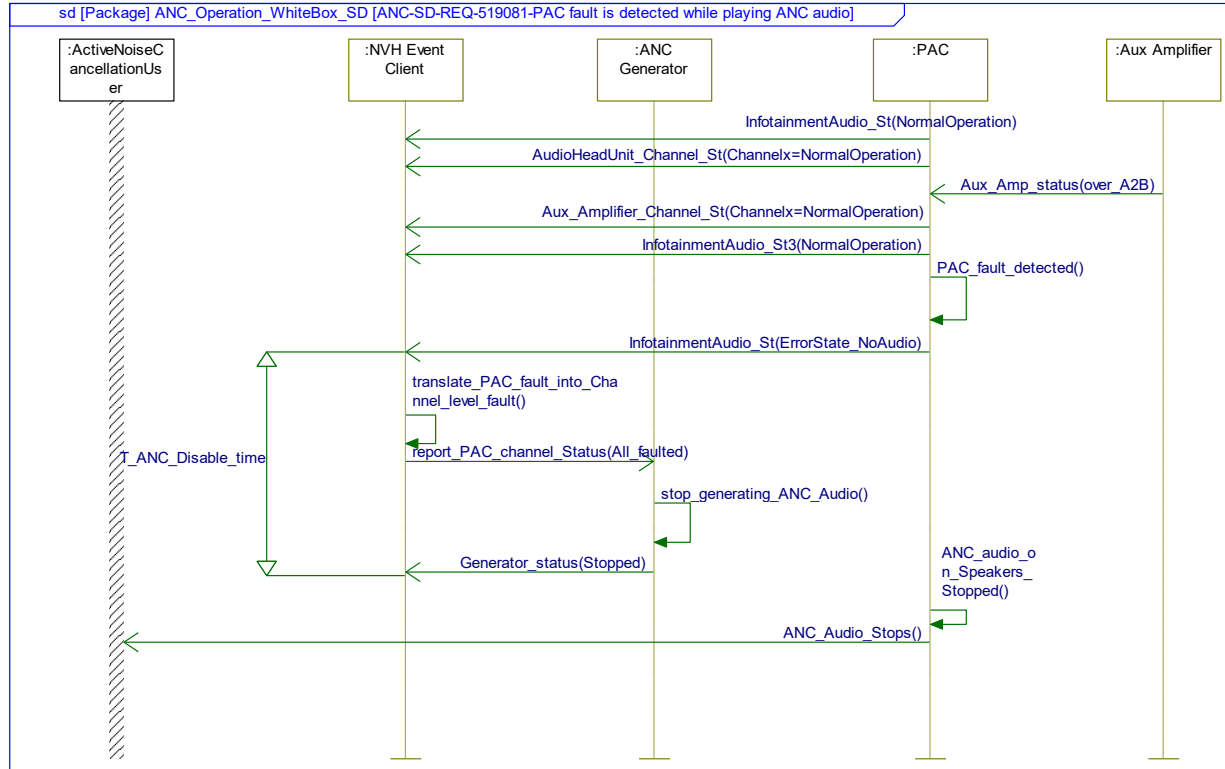 sd [Package] ANC_Operation_WhiteBox_SD [ANC-SD-REQ-519081-PAC fault is detected while playing ANC audio]
:ActiveNoiseC
ancellationUs
er
:NVH Event
Client
:ANC
Generator
:PAC
:Aux Amplifier
InfotainmentAudio_St(NormalOperation)
AudioHeadUnit_Channel_St(Channelx=NormalOperation)
Aux_Amp_status(over_A2B)
Aux_Amplifier_Channel_St(Channelx=NormalOperation)
InfotainmentAudio_St3(NormalOperation)
PAC_fault_detected()
InfotainmentAudio_St(ErrorState_NoAudio)
translate_PAC_fault_into_Cha
nnel_level_fault()
T_ANC_Disable_time
report_PAC_channel_Status(All_faulted)
stop_generating_ANC_Audio()
Generator_status(Stopped)
ANC_audio_o
n_Speakers_
Stopped()
ANC_Audio_Stops()